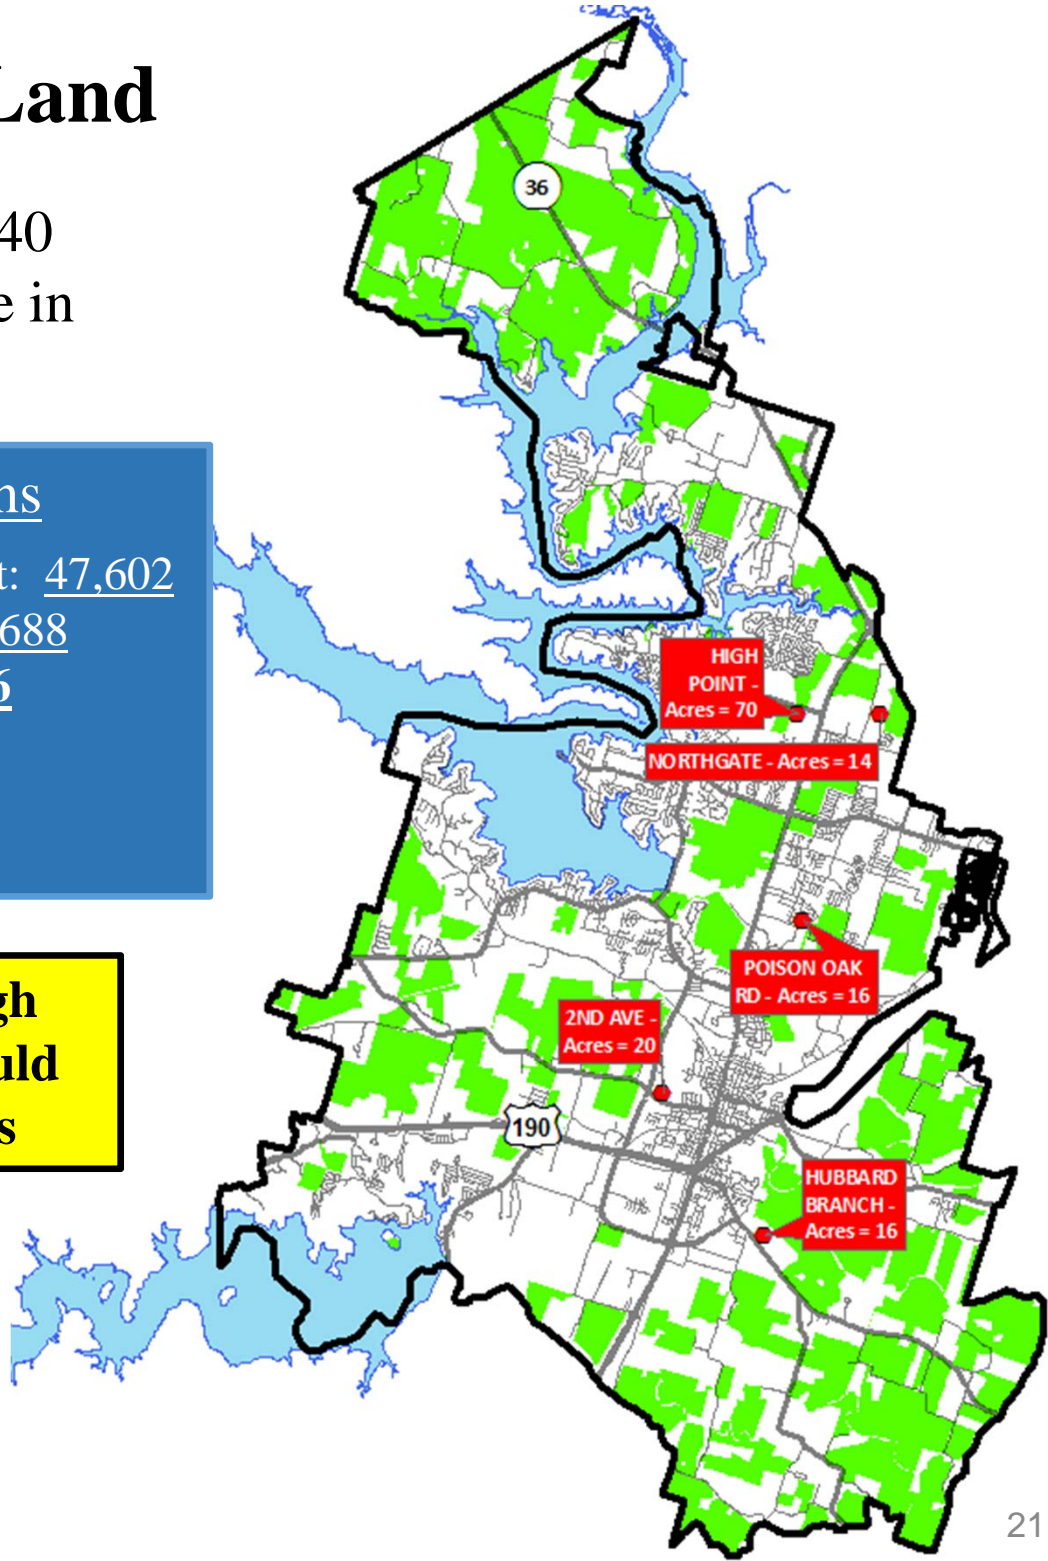 Land
40
e in
ns
t: 47,602
688
6
gh
uld
s
36
HIGH
POINT -
Acres = 70
NORTHGATE - Acres = 14
POISON OAK
RD - Acres = 16
2ND AVE -
Acres = 20
190
HUBBARD
BRANCH -
Acres = 16
21